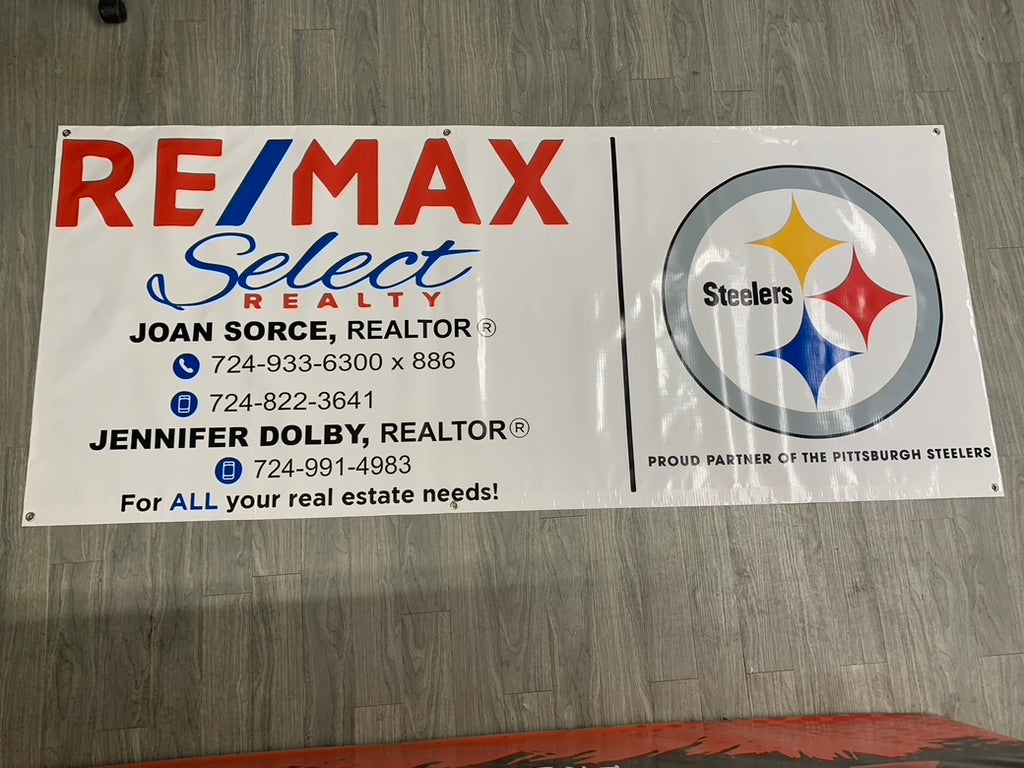 RE/MAX
Select
REALTY
JOAN SORCE, REALTOR®
724-933-6300 x 886
724-822-3641
JENNIFER DOLBY, REALTOR®
724-991-4983
For ALL your real estate needs!
Steelers
PROUD PARTNER OF THE PITTSBURGH STEELERS